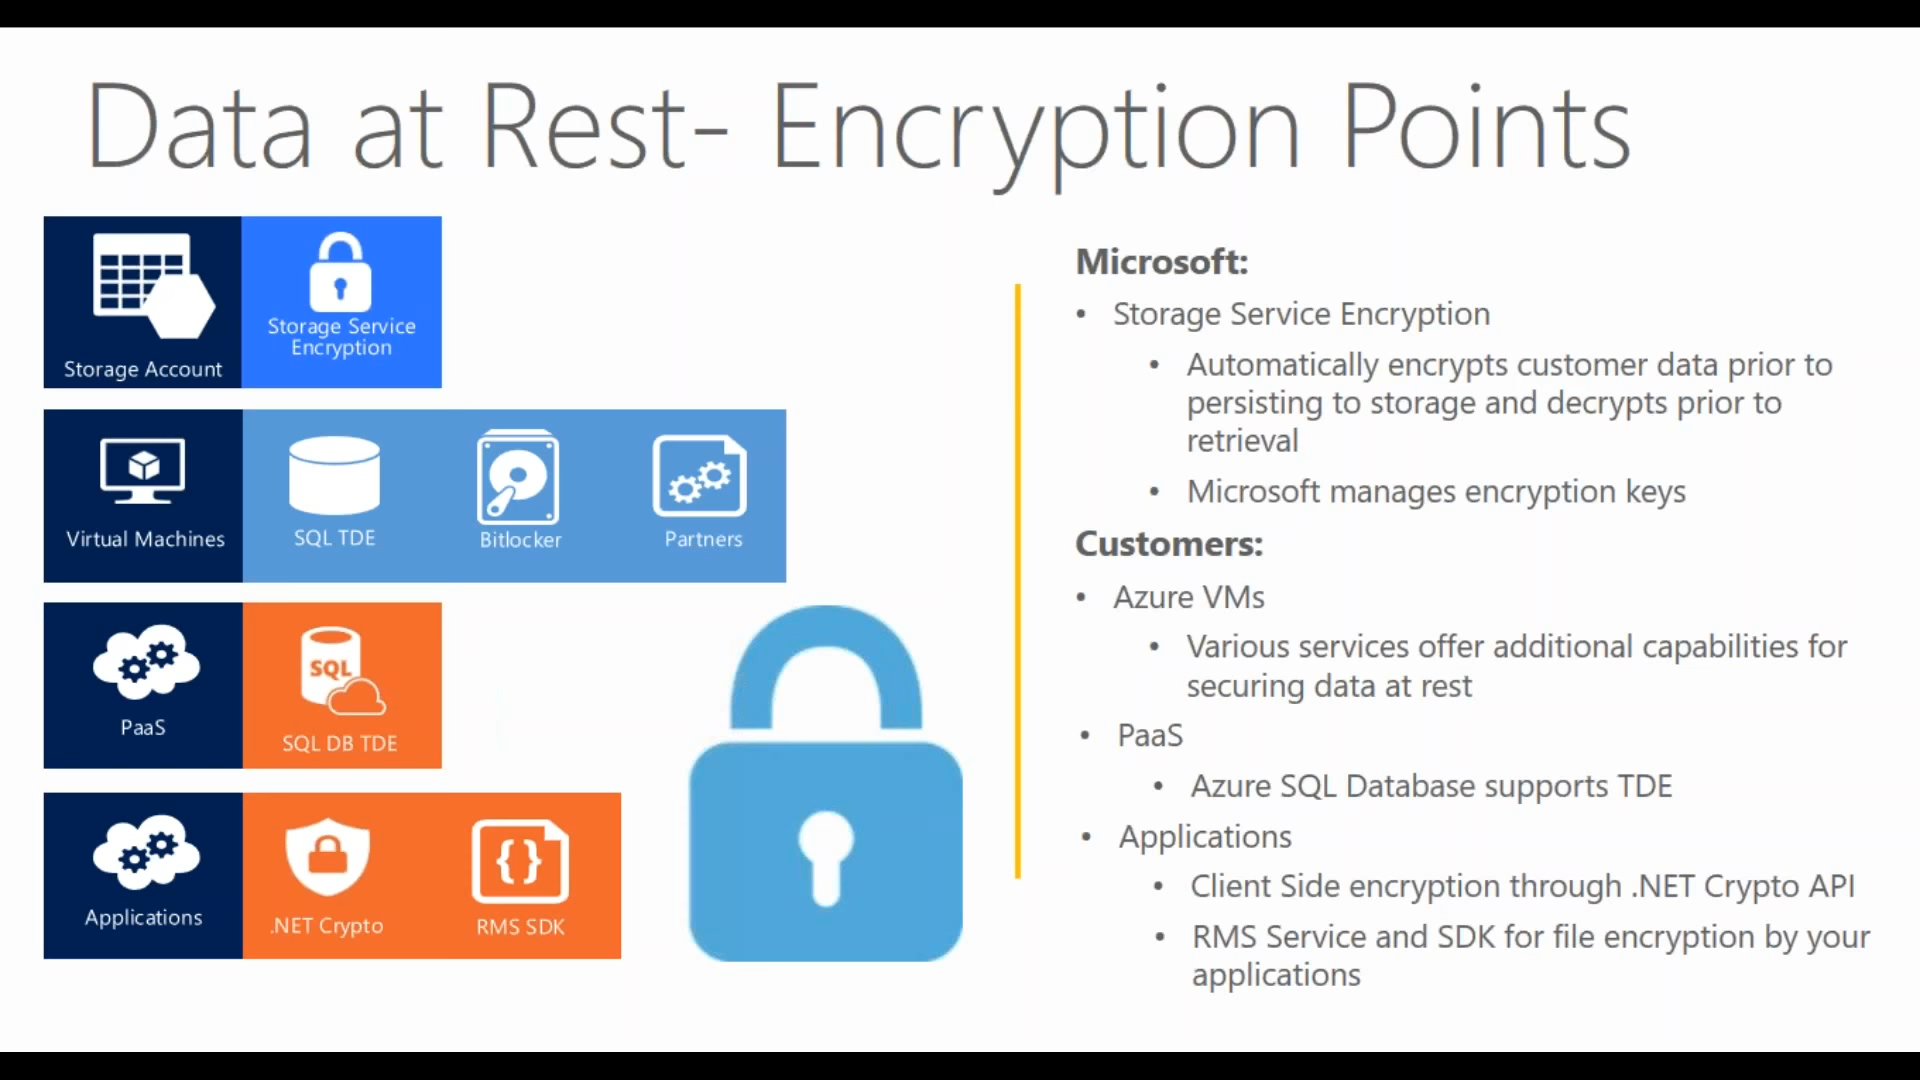 Data at Rest- Encryption Points
Storage Account
Storage Service
Encryption
Virtual Machines
SQL TDE
Bitlocker
Partners
PaaS
SQL
SQL DB TDE
Applications
.NET Crypto
{}
RMS SDK
Microsoft:
• Storage Service Encryption
• Automatically encrypts customer data prior to
persisting to storage and decrypts prior to
retrieval
• Microsoft manages encryption keys
Customers:
• Azure VMs
• Various services offer additional capabilities for
securing data at rest
• PaaS
• Azure SQL Database supports TDE
• Applications
• Client Side encryption through .NET Crypto API
• RMS Service and SDK for file encryption by your
applications